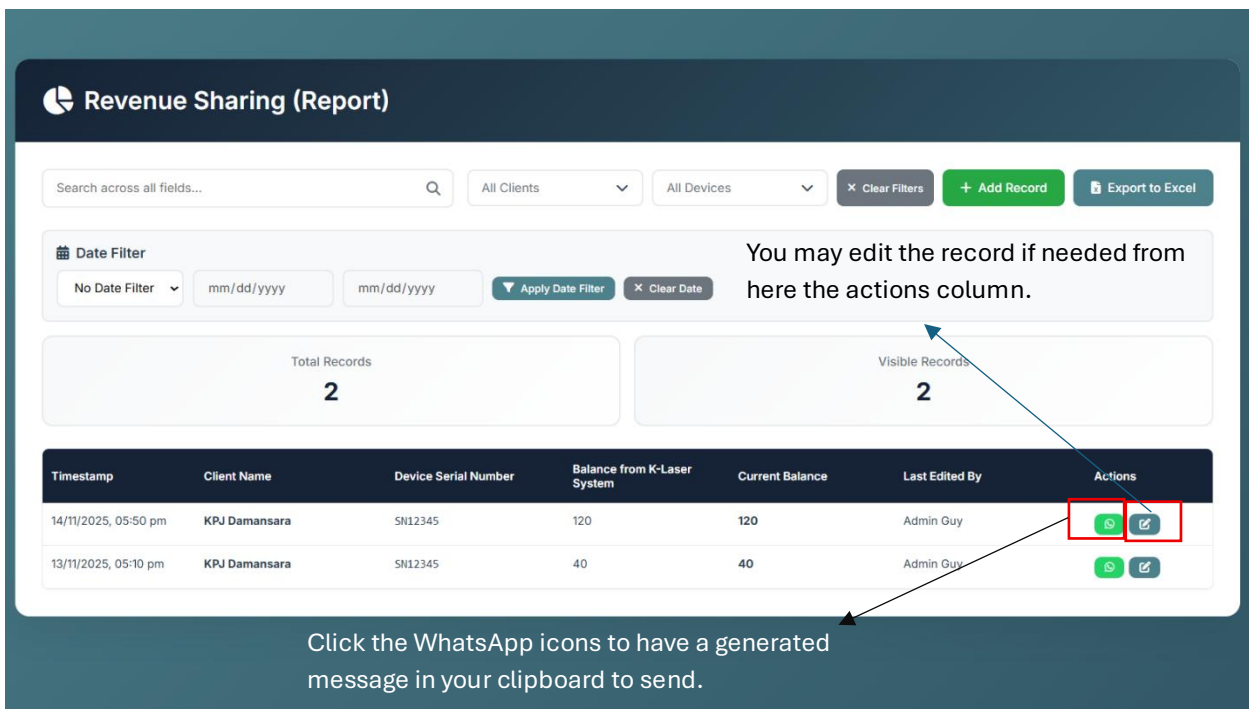 Revenue Sharing (Report)
Search across all fields...
All Clients
All Devices
× Clear Filters
+ Add Record
Export to Excel
Date Filter
No Date Filter
mm/dd/yyyy
mm/dd/yyyy
Apply Date Filter
× Clear Date
You may edit the record if needed from
here the actions column.
Total Records
2
Visible Records
2
Timestamp Client Name Device Serial Number Balance from K-Laser System Current Balance Last Edited By Actions
14/11/2025, 05:50 pm KPJ Damansara SN12345 120 120 Admin Guy
13/11/2025, 05:10 pm KPJ Damansara SN12345 40 40 Admin Guy
Click the WhatsApp icons to have a generated
message in your clipboard to send.